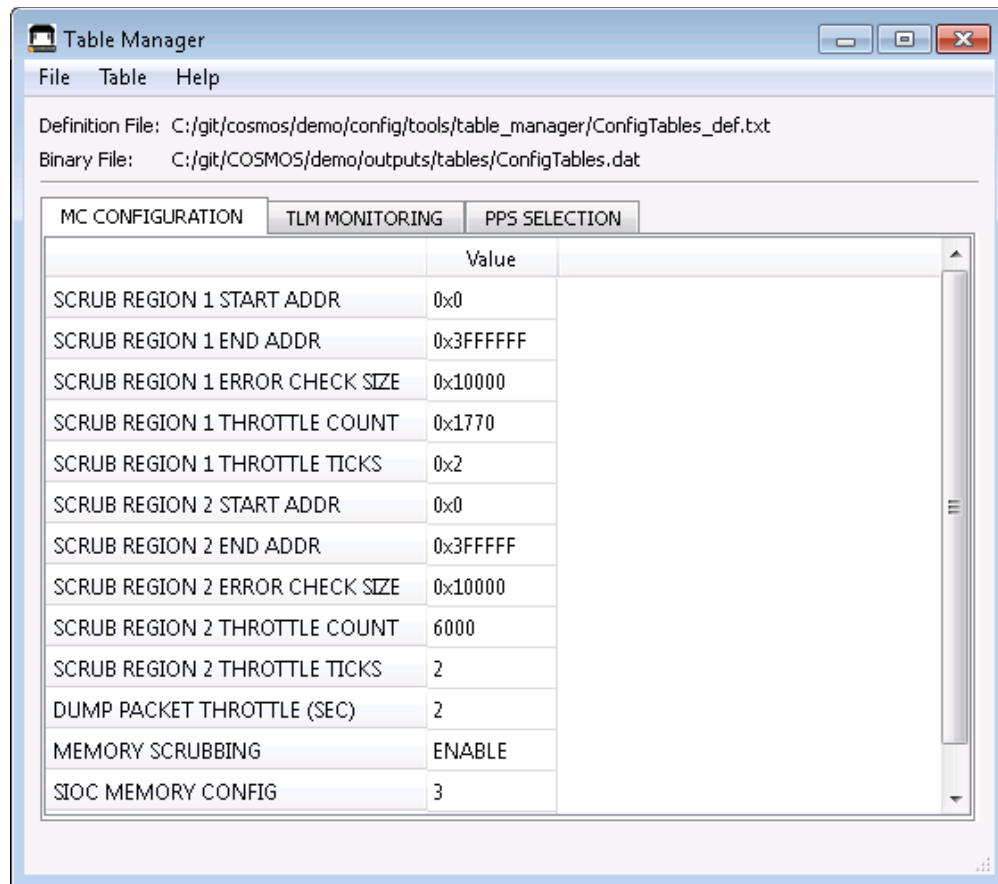 Table Manager
File Table Help
Definition File: C:/git/cosmos/demo/config/tools/table_manager/ConfigTables_def.txt
Binary File: C:/git/COSMOS/demo/outputs/tables/ConfigTables.dat
MC CONFIGURATION TLM MONITORING PPS SELECTION
Value
SCRUB REGION 1 START ADDR 0x0
SCRUB REGION 1 END ADDR 0x3FFFFFF
SCRUB REGION 1 ERROR CHECK SIZE 0x10000
SCRUB REGION 1 THROTTLE COUNT 0x1770
SCRUB REGION 1 THROTTLE TICKS 0x2
SCRUB REGION 2 START ADDR 0x0
SCRUB REGION 2 END ADDR 0x3FFFFF
SCRUB REGION 2 ERROR CHECK SIZE 0x10000
SCRUB REGION 2 THROTTLE COUNT 6000
SCRUB REGION 2 THROTTLE TICKS 2
DUMP PACKET THROTTLE (SEC) 2
MEMORY SCRUBBING ENABLE
SIOC MEMORY CONFIG 3